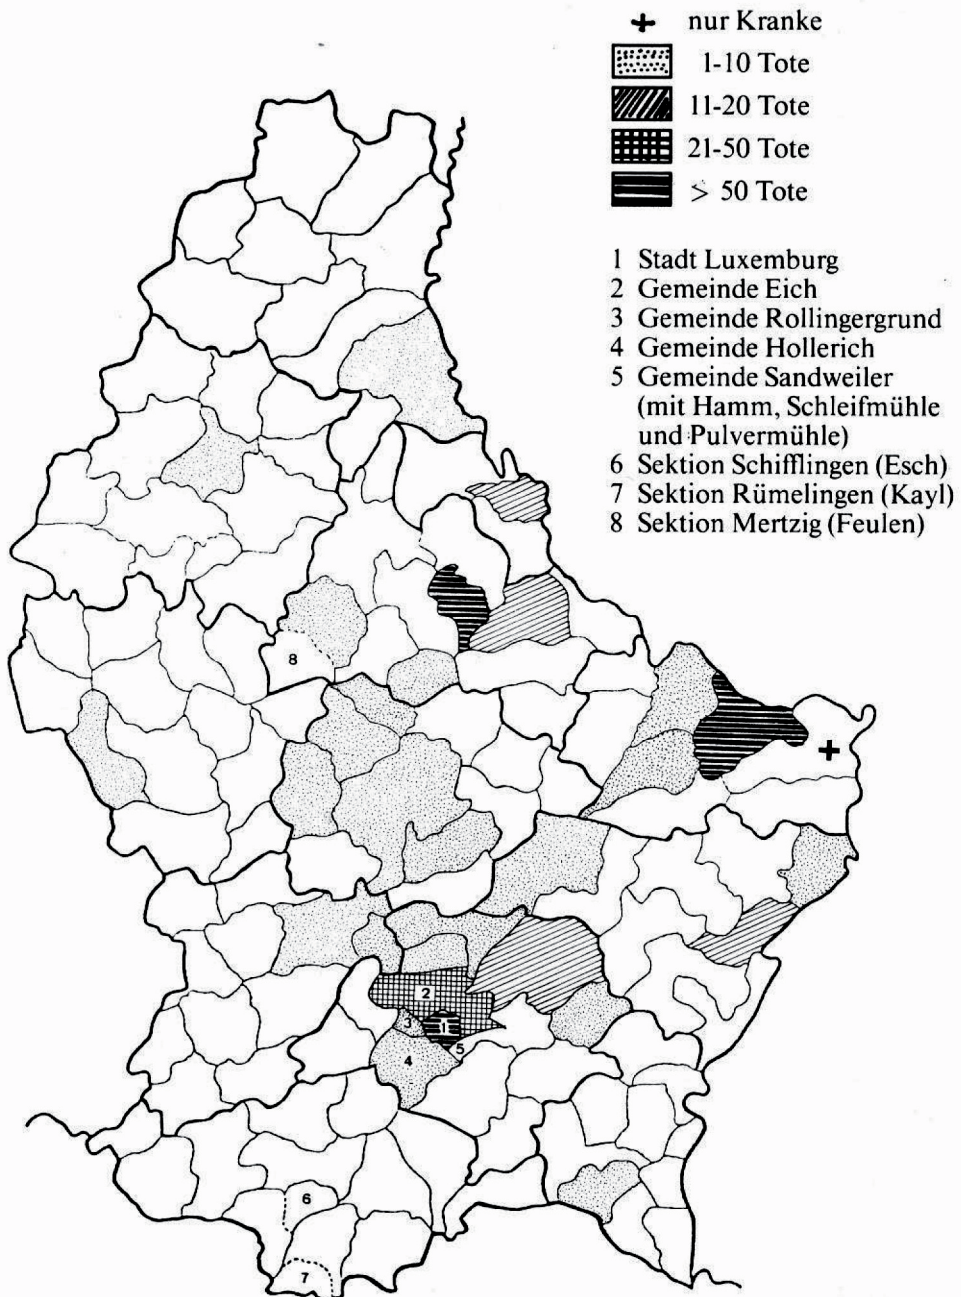 + nur Kranke
1-10 Tote
11-20 Tote
21-50 Tote
> 50 Tote
1 Stadt Luxemburg
2 Gemeinde Eich
3 Gemeinde Rollingergrund
4 Gemeinde Hollerich
5 Gemeinde Sandweiler
(mit Hamm, Schleifmühle
und Pulvermühle)
6 Sektion Schifflingen (Esch)
7 Sektion Rümelingen (Kayl)
8 Sektion Mertzig (Feulen)
8
+
2
3
1
4
5
6
7